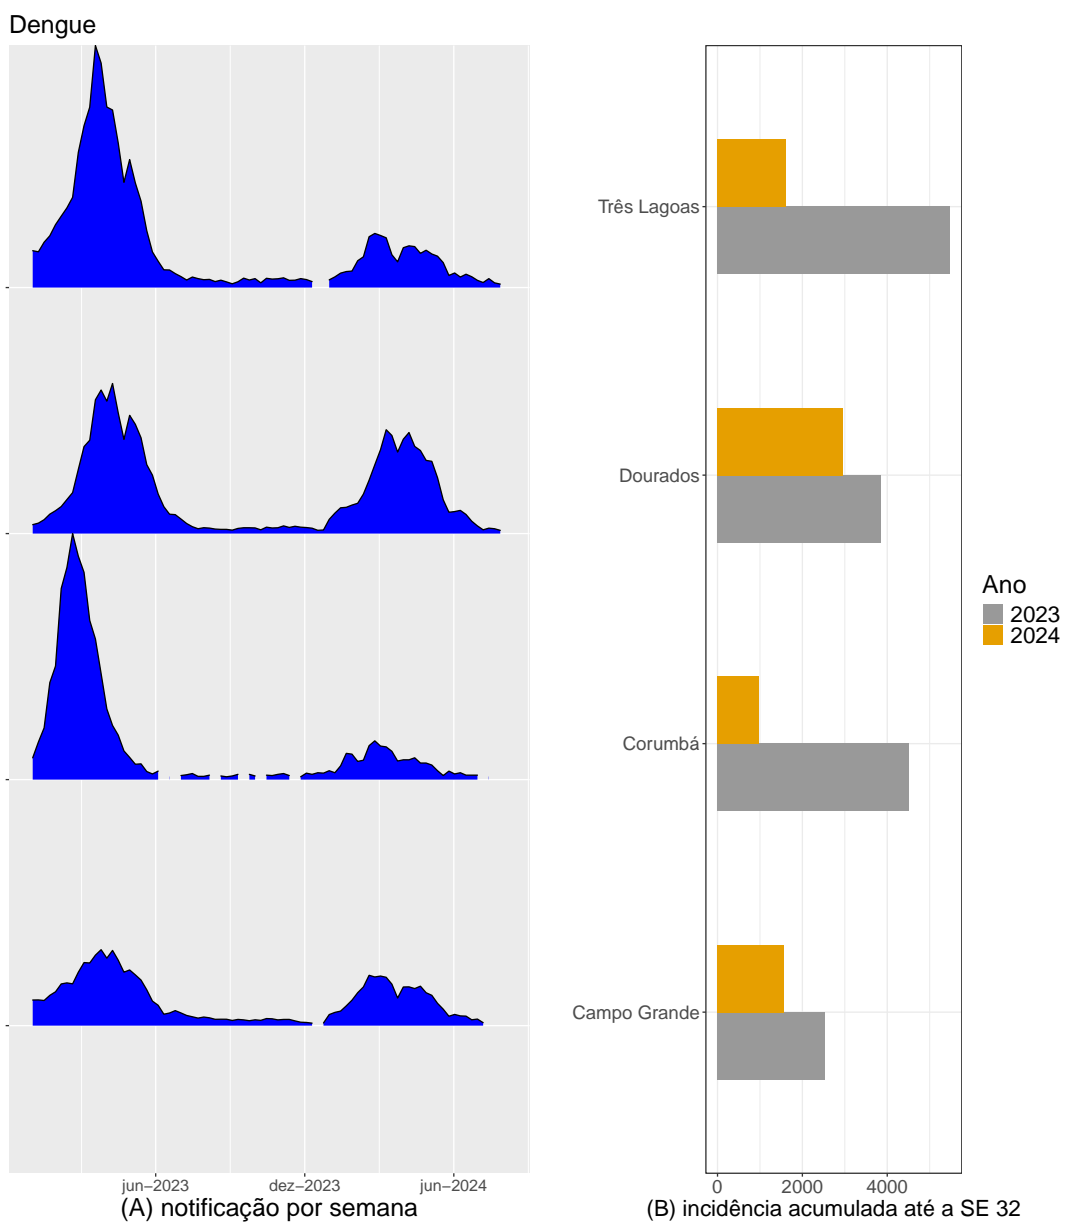 Dengue
Três Lagoas
Dourados
Corumbá
Campo Grande
Ano
2023
2024
jun–2023 dez–2023 jun–2024
0 2000 4000
(A) notificação por semana
(B) incidência acumulada até a SE 32